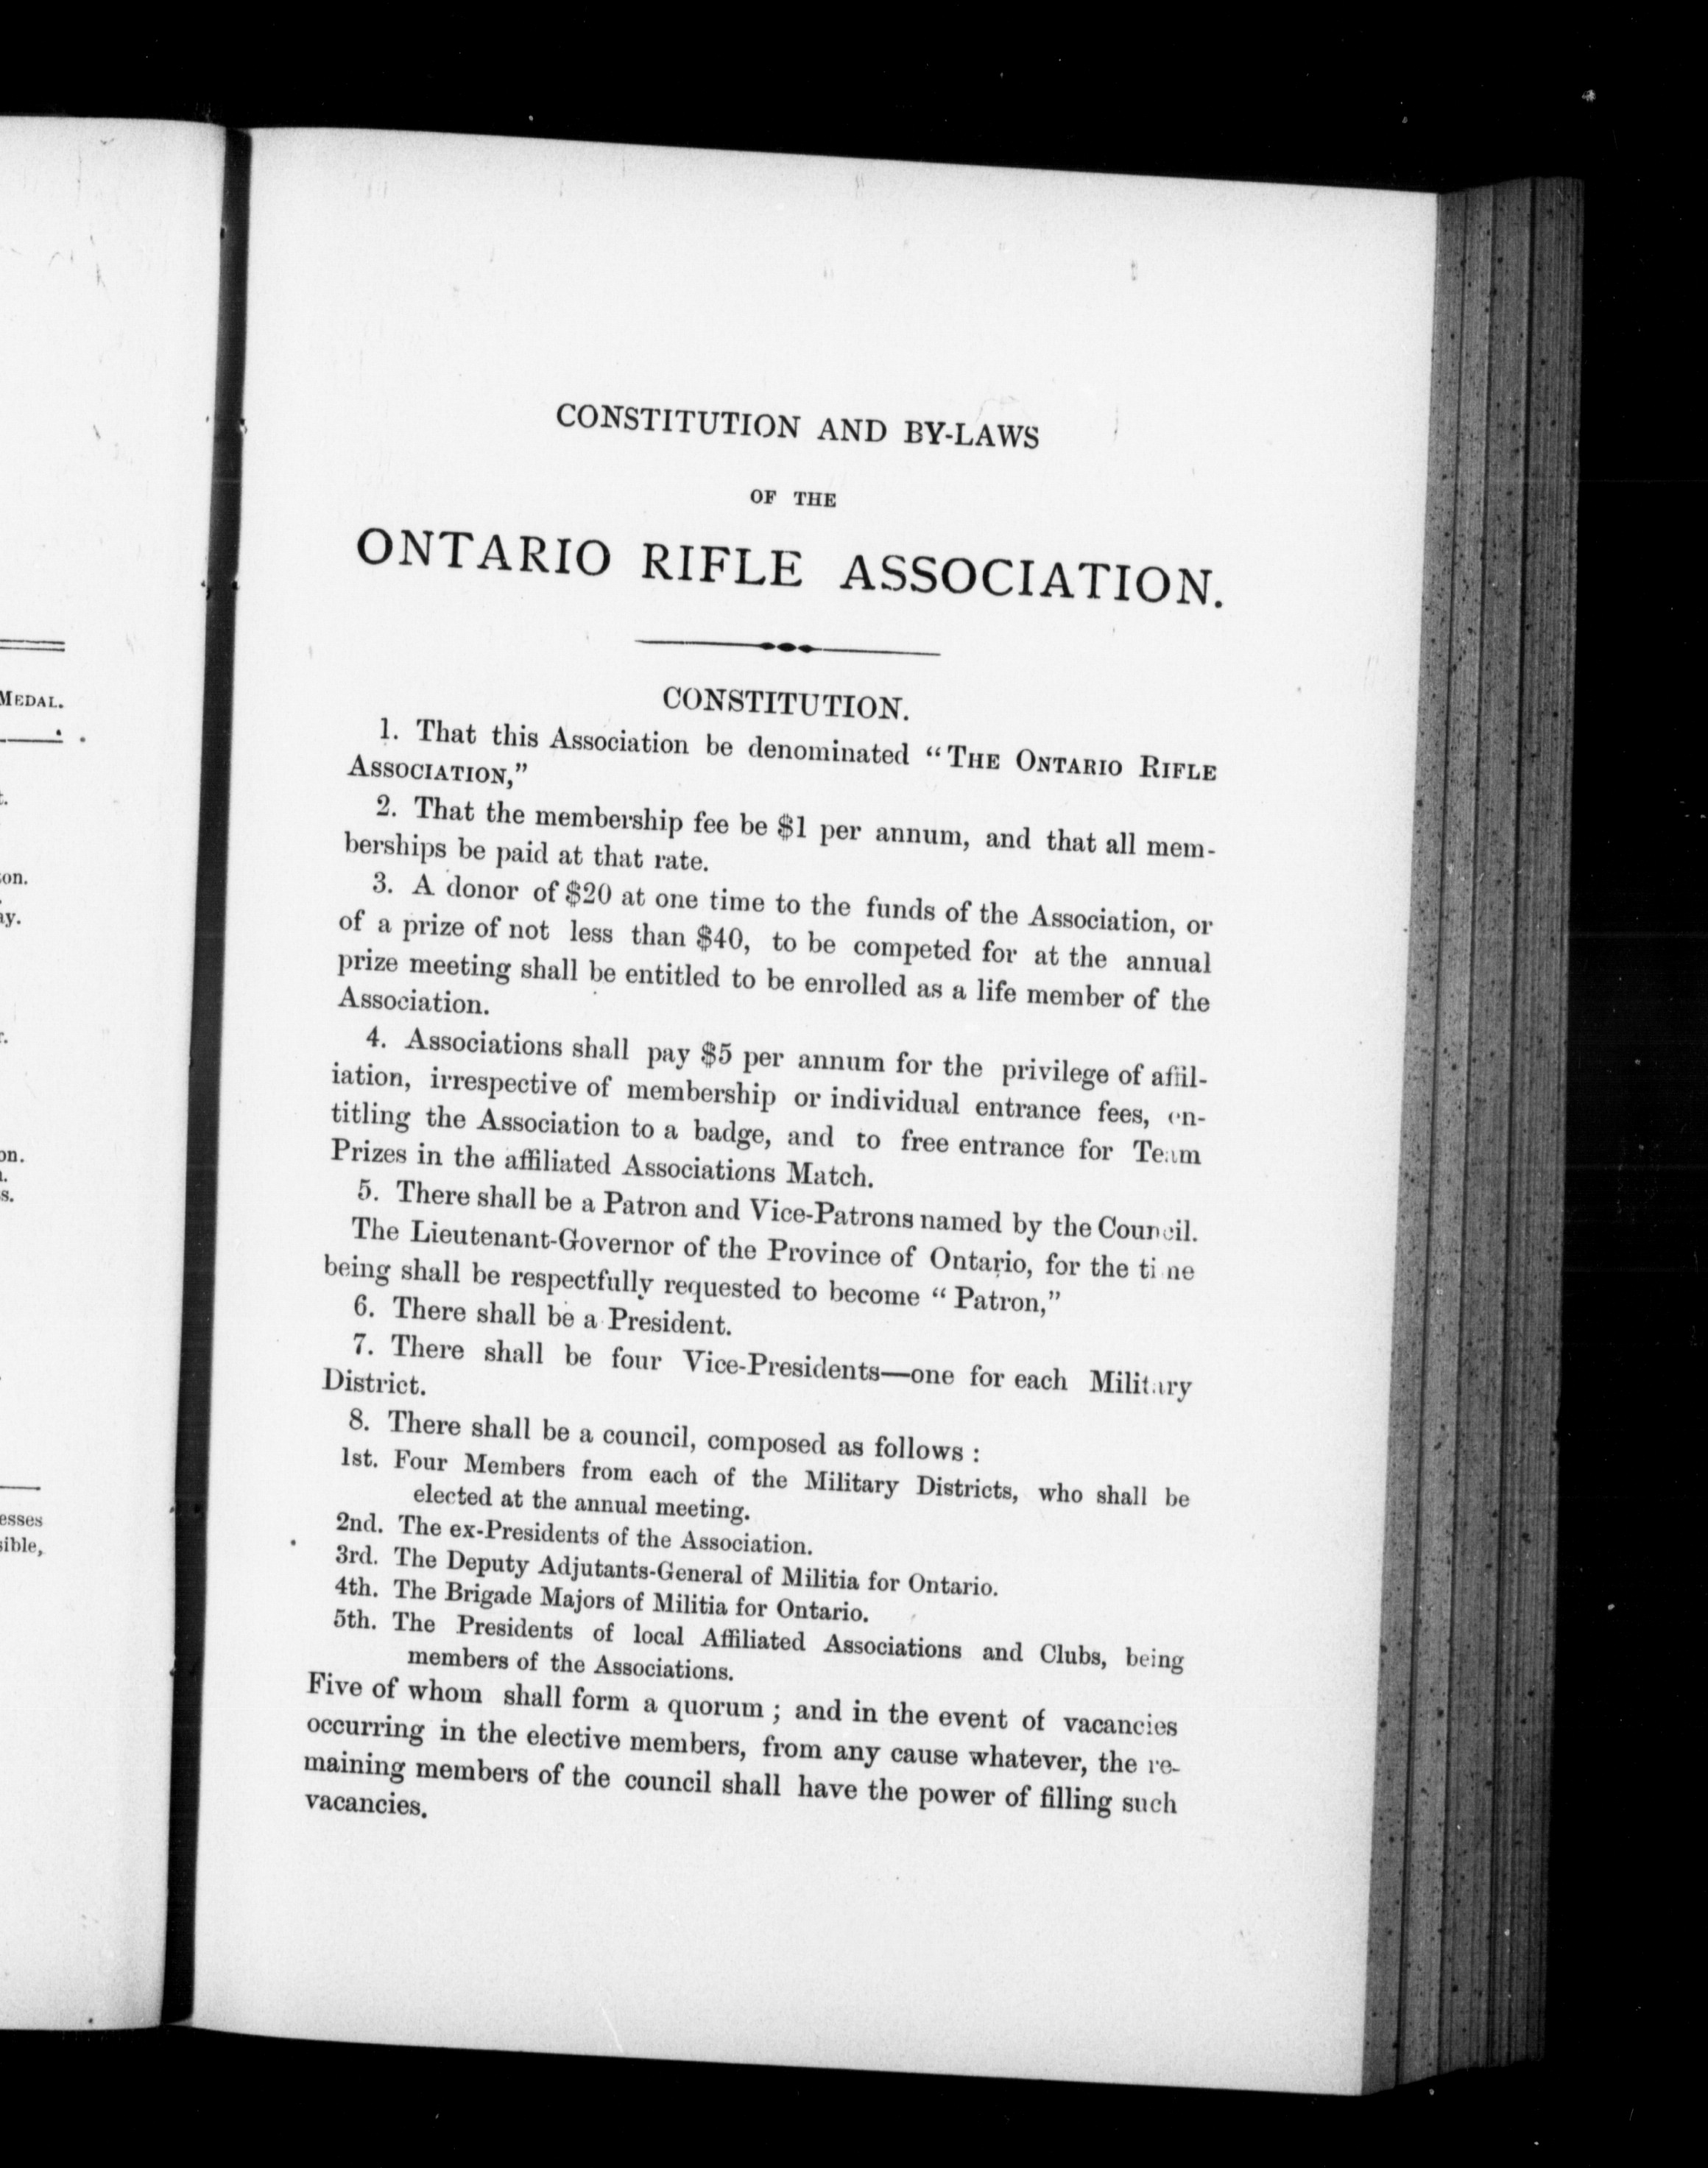 MEDAL.
on.
ay.
on.
s.
esses
sible,
CONSTITUTION AND BY-LAWS
OF THE
ONTARIO RIFLE ASSOCIATION.
CONSTITUTION.
1. That this Association be denominated “THE ONTARIO RIFLE
ASSOCIATION,”
2. That the membership fee be $1 per annum, and that all mem-
berships be paid at that rate.
3. A donor of $20 at one time to the funds of the Association, or
of a prize of not less than $40, to be competed for at the annual
prize meeting shall be entitled to be enrolled as a life member of the
Association.
4. Associations shall pay $5 per annum for the privilege of affil-
iation, irrespective of membership or individual entrance fees, en-
titling the Association to a badge, and to free entrance for Team
Prizes in the affiliated Associations Match.
5. There shall be a Patron and Vice-Patrons named by the Council.
The Lieutenant-Governor of the Province of Ontario, for the time
being shall be respectfully requested to become “Patron,”
6. There shall be a President.
7. There shall be four Vice-Presidents—one for each Military
District.
8. There shall be a council, composed as follows :
1st. Four Members from each of the Military Districts, who shall be
elected at the annual meeting.
2nd. The ex-Presidents of the Association.
3rd. The Deputy Adjutants-General of Militia for Ontario.
4th. The Brigade Majors of Militia for Ontario.
5th. The Presidents of local Affiliated Associations and Clubs, being
members of the Associations.
Five of whom shall form a quorum ; and in the event of vacancies
occurring in the elective members, from any cause whatever, the re-
maining members of the council shall have the power of filling such
vacancies.